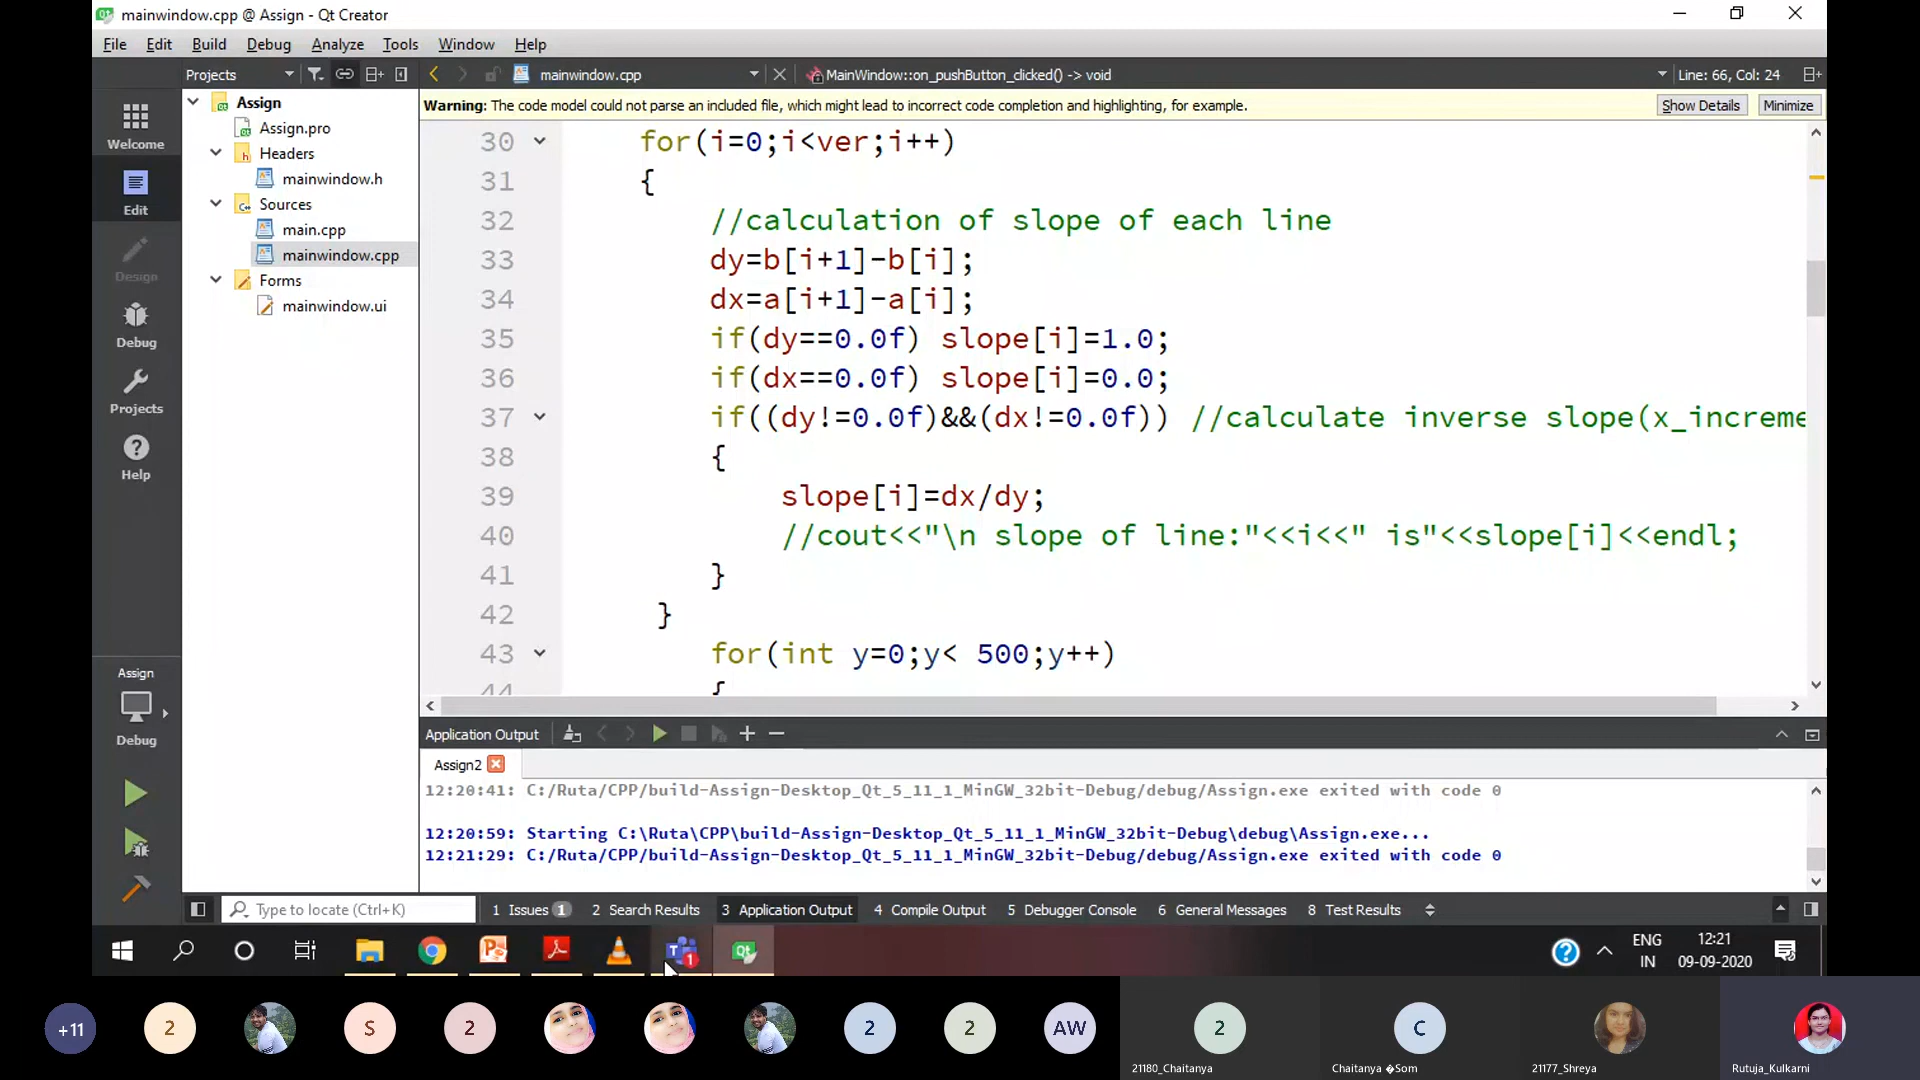 mainwindow.cpp @ Assign - Qt Creator
File Edit Build Debug Analyze Tools Window Help
Projects mainwindow.cpp MainWindow::on_pushButton_clicked() -> void Line: 66, Col: 24
Warning: The code model could not parse an included file, which might lead to incorrect code completion and highlighting, for example. Show Details Minimize
Welcome
Edit
Design
Debug
Projects
Help
Assign
Debug
Assign
Assign.pro
Headers
mainwindow.h
Sources
main.cpp
mainwindow.cpp
Forms
mainwindow.ui
30 for(i=0;i<ver;i++)
31 {
32 //calculation of slope of each line
33 dy=b[i+1]-b[i];
34 dx=a[i+1]-a[i];
35 if(dy==0.0f) slope[i]=1.0;
36 if(dx==0.0f) slope[i]=0.0;
37 if((dy!=0.0f)&&(dx!=0.0f)) //calculate inverse slope(x_increme
38 {
39 slope[i]=dx/dy;
40 //cout<<"\n slope of line:"<<i<<" is"<<slope[i]<<endl;
41 }
42 }
43 for(int y=0;y< 500;y++)
44 {
Application Output
Assign2
12:20:41: C:/Ruta/CPP/build-Assign-Desktop_Qt_5_11_1_MinGW_32bit-Debug/debug/Assign.exe exited with code 0
12:20:59: Starting C:\Ruta\CPP\build-Assign-Desktop_Qt_5_11_1_MinGW_32bit-Debug\debug\Assign.exe...
12:21:29: C:/Ruta/CPP/build-Assign-Desktop_Qt_5_11_1_MinGW_32bit-Debug/debug/Assign.exe exited with code 0
Type to locate (Ctrl+K) 1 Issues 1 2 Search Results 3 Application Output 4 Compile Output 5 Debugger Console 6 General Messages 8 Test Results
ENG 12:21
IN 09-09-2020
+11 2 S 2 2 2 AW 2 C
21180_Chaitanya Chaitanya �Som 21177_Shreya Rutuja_Kulkarni